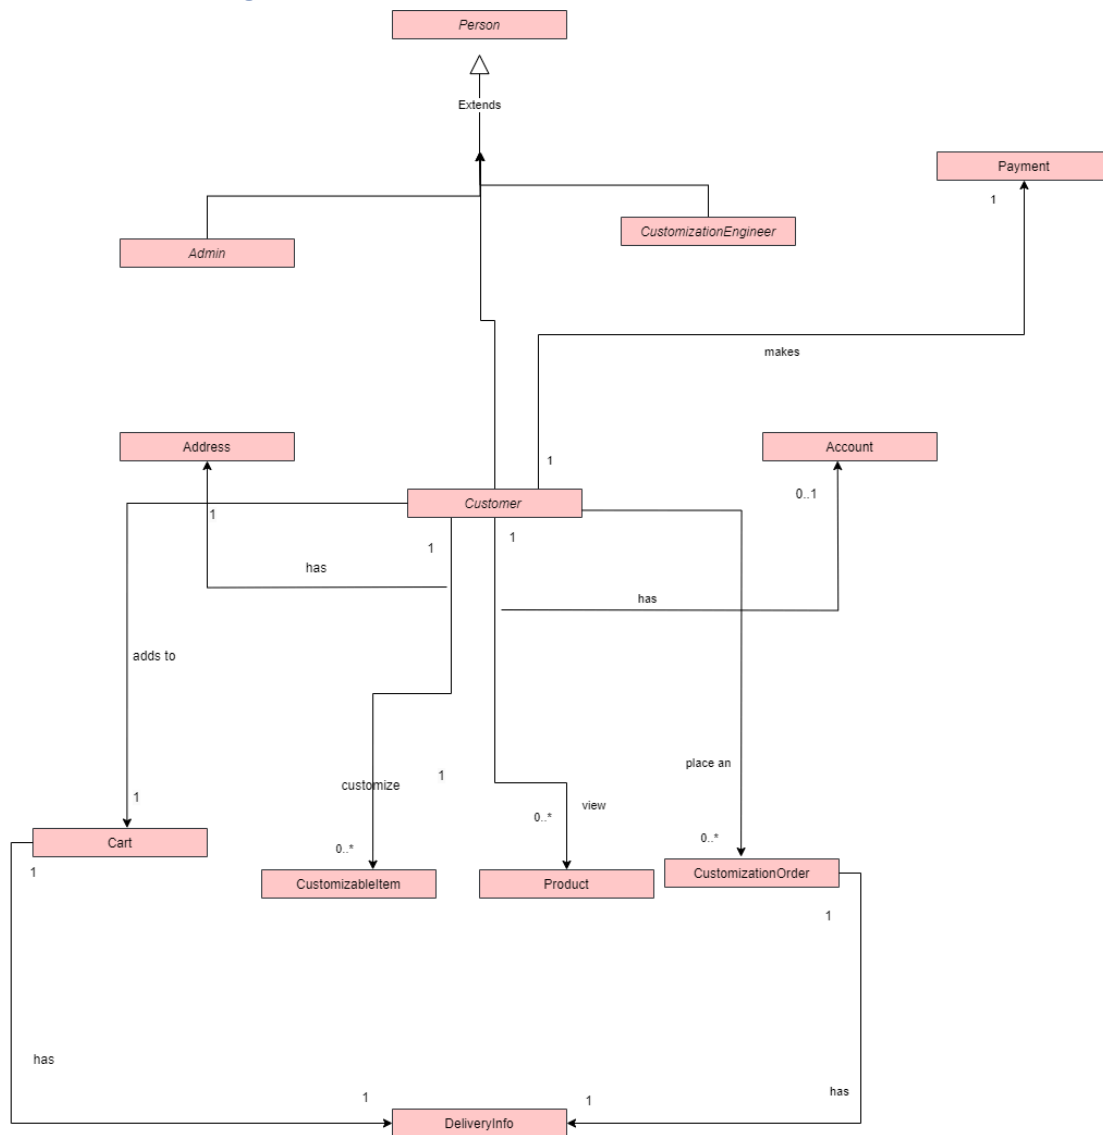 Person
Extends
Payment
1
CustomizationEngineer
Admin
makes
Address
Account
1
0..1
Customer
1
1
1
has
has
adds to
place an
customize
1
view
1
0..*
0..*
0..*
Cart
1
CustomizableItem
Product
CustomizationOrder
1
has
has
1
1
DeliveryInfo